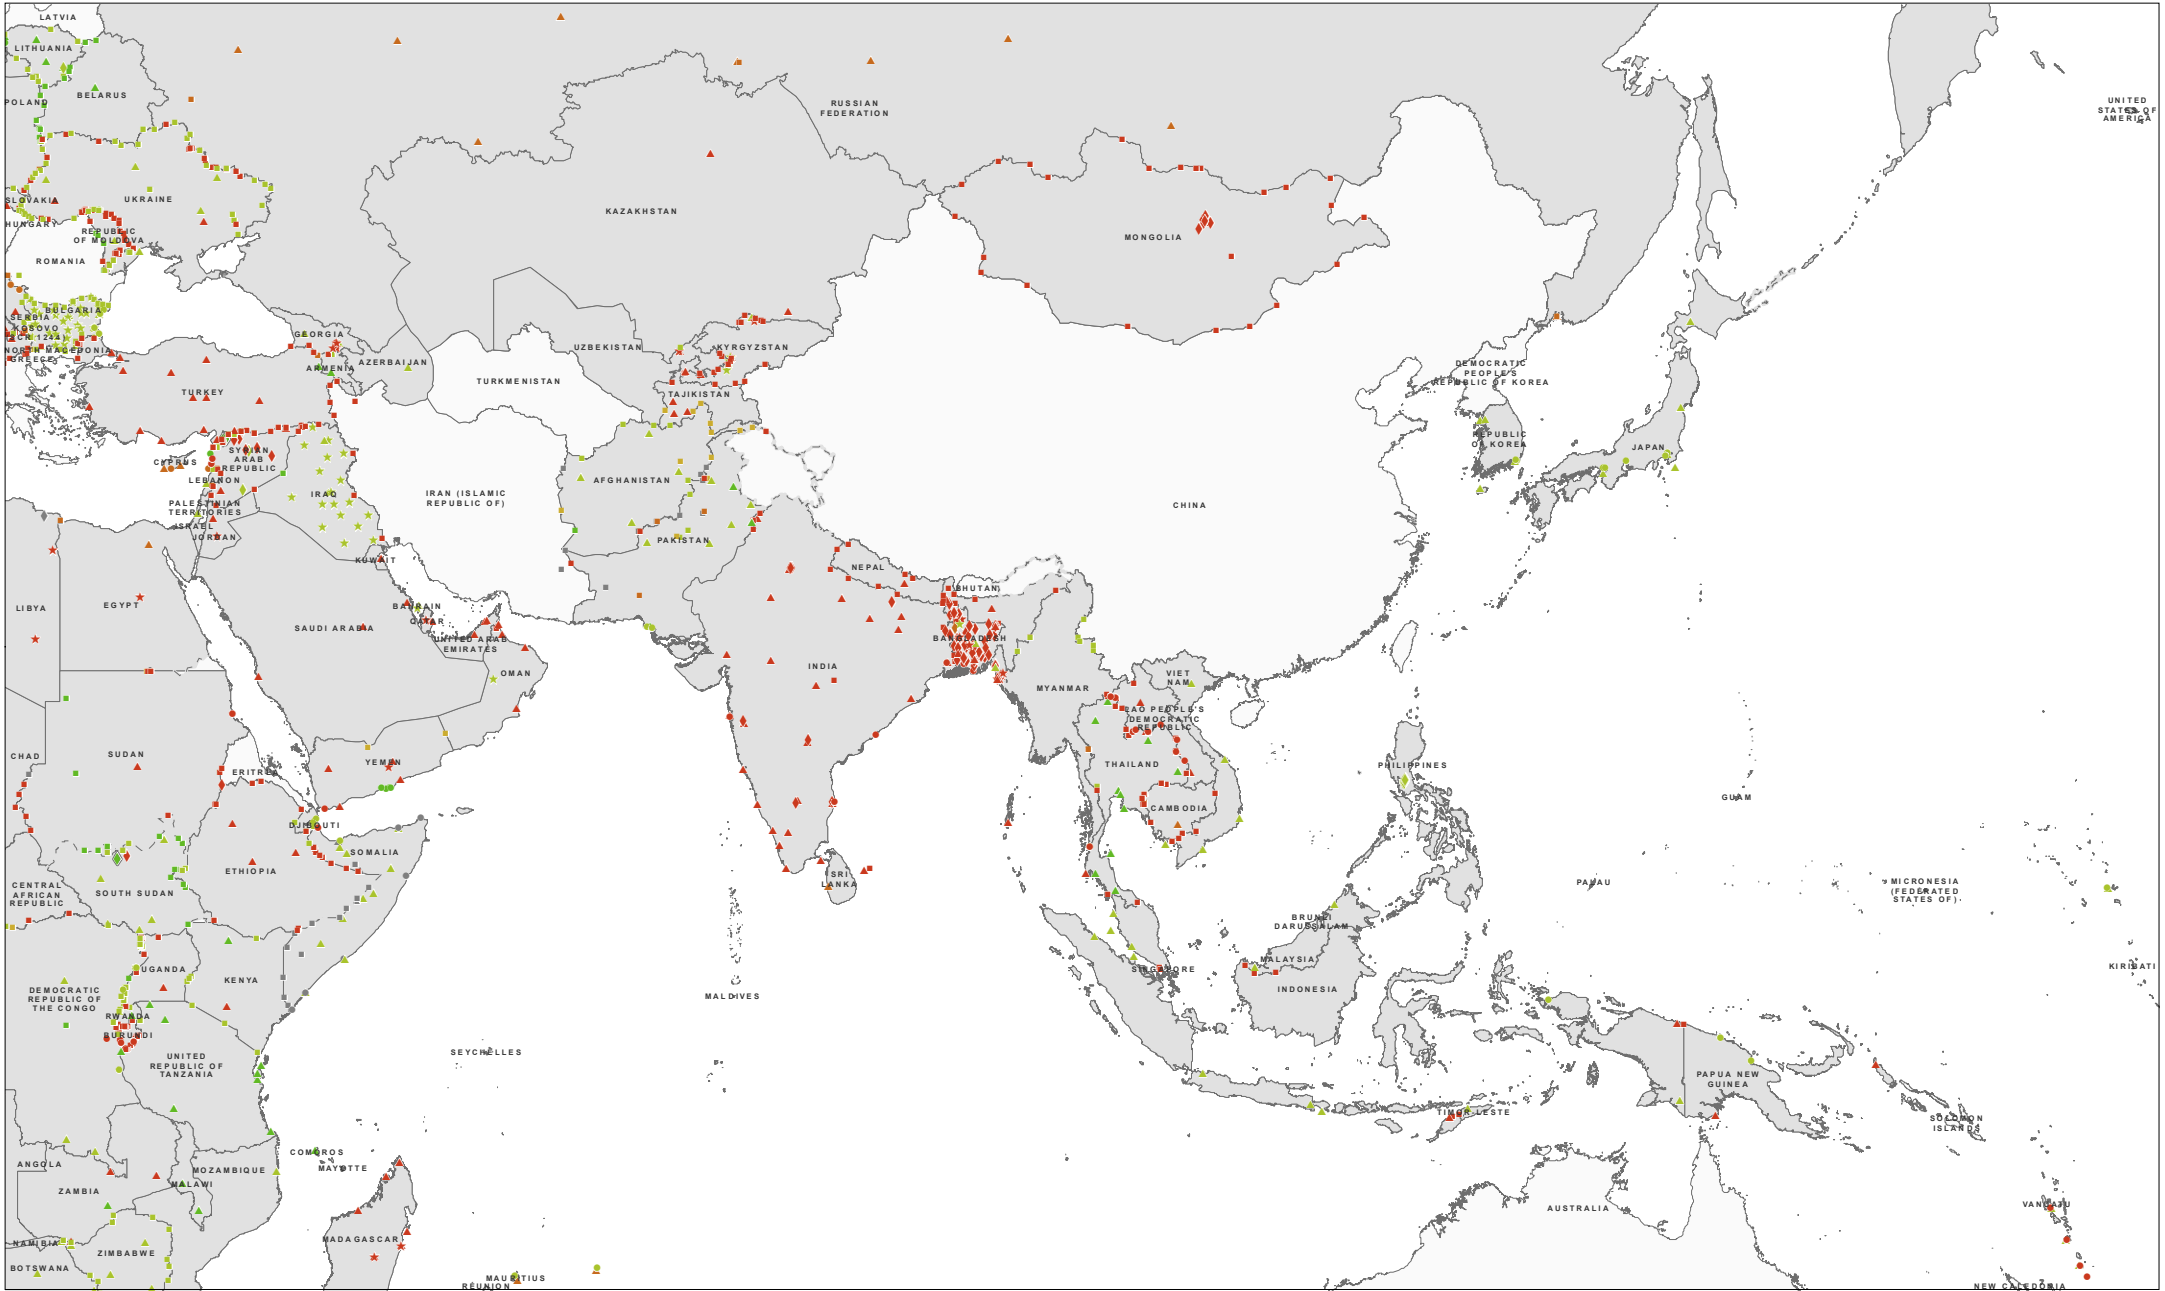 LATVIA
LITHUANIA
BELARUS
POLAND
RUSSIAN
FEDERATION
UNITED
STATES OF
AMERICA
SLOVAKIA
UKRAINE
HUNGARY
REPUBLIC
OF MOLDOVA
ROMANIA
KAZAKHSTAN
MONGOLIA
BULGARIA
SERBIA
KOSOVO
(SCR 1244)
NORTH MACEDONIA
GREECE
GEORGIA
ARMENIA
AZERBAIJAN
UZBEKISTAN
KYRGYZSTAN
TURKMENISTAN
TAJIKISTAN
TURKEY
DEMOCRATIC
PEOPLE'S
REPUBLIC OF KOREA
REPUBLIC
OF KOREA
JAPAN
CYPRUS
SYRIAN
ARAB
REPUBLIC
LEBANON
PALESTINIAN
TERRITORIES
ISRAEL
JORDAN
IRAQ
IRAN (ISLAMIC
REPUBLIC OF)
AFGHANISTAN
PAKISTAN
CHINA
KUWAIT
NEPAL
BHUTAN
LIBYA
EGYPT
SAUDI ARABIA
BAHRAIN
QATAR
UNITED ARAB
EMIRATES
OMAN
INDIA
BANGLADESH
MYANMAR
VIET
NAM
LAO PEOPLE'S
DEMOCRATIC
REPUBLIC
THAILAND
CAMBODIA
PHILIPPINES
GUAM
CHAD
SUDAN
ERITREA
YEMEN
DJIBOUTI
SOMALIA
ETHIOPIA
SOUTH SUDAN
CENTRAL
AFRICAN
REPUBLIC
SRI
LANKA
PALAU
MICRONESIA
(FEDERATED
STATES OF)
BRUNEI
DARUSSALAM
MALAYSIA
SINGAPORE
INDONESIA
KIRIBATI
MALDIVES
UGANDA
KENYA
DEMOCRATIC
REPUBLIC OF
THE CONGO
RWANDA
BURUNDI
UNITED
REPUBLIC OF
TANZANIA
SEYCHELLES
PAPUA NEW
GUINEA
TIMOR-LESTE
SOLOMON
ISLANDS
COMOROS
MAYOTTE
ANGOLA
ZAMBIA
MOZAMBIQUE
MALAWI
MADAGASCAR
AUSTRALIA
VANUATU
NAMIBIA
ZIMBABWE
BOTSWANA
MAURITIUS
REUNION
NEW CALEDONIA